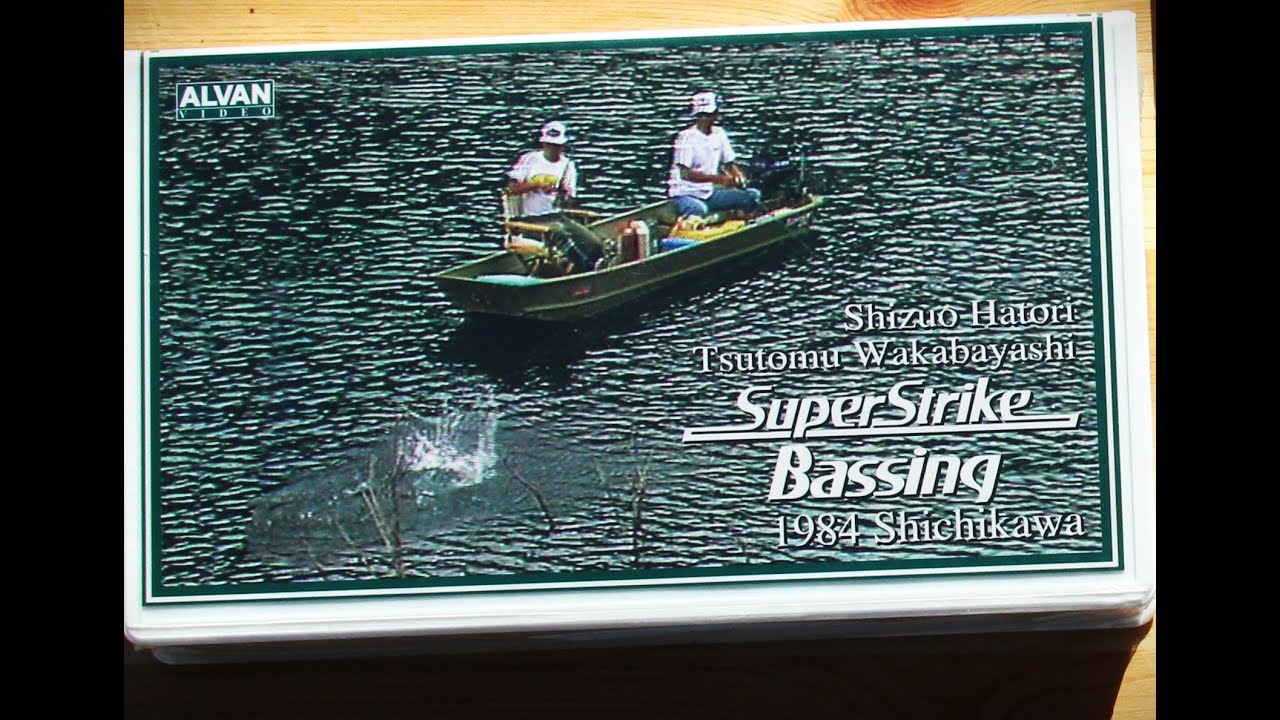 ALVAN
VIDEO
Shizuo Hatori
Tsutomu Wakabayashi
SuperStrike
Bassing
1984 Shichikawa